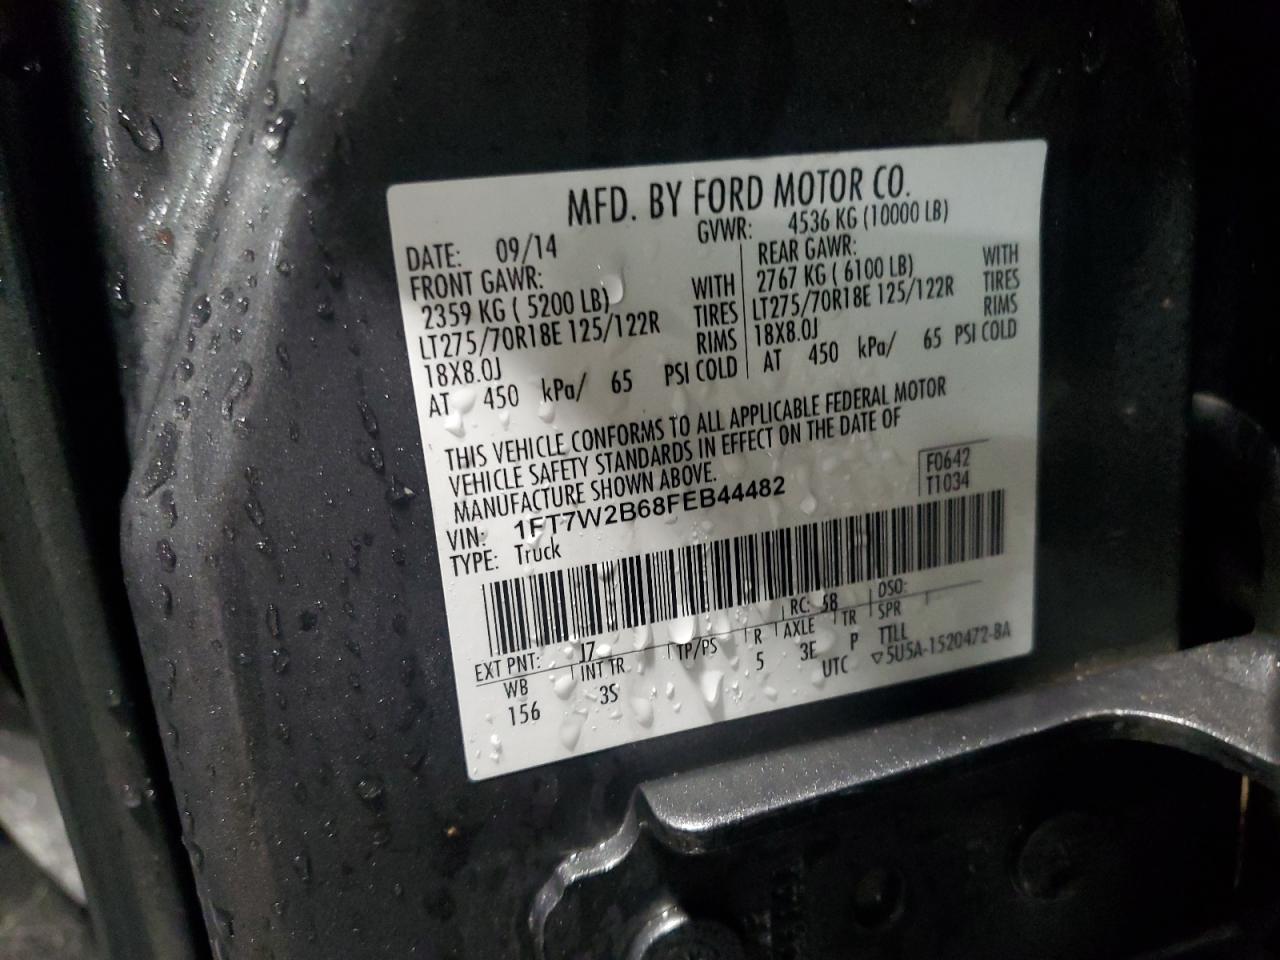 MFD. BY FORD MOTOR CO.
DATE: 09/14 GVWR: 4536 KG (10000 LB)
FRONT GAWR:
2359 KG ( 5200 LB) WITH
LT275/70R18E 125/122R TIRES
18X8.0J RIMS
AT 450 kPa/ 65 PSI COLD
REAR GAWR:
2767 KG ( 6100 LB) WITH
LT275/70R18E 125/122R TIRES
18X8.0J RIMS
AT 450 kPa/ 65 PSI COLD
THIS VEHICLE CONFORMS TO ALL APPLICABLE FEDERAL MOTOR
VEHICLE SAFETY STANDARDS IN EFFECT ON THE DATE OF
MANUFACTURE SHOWN ABOVE.
VIN: 1FT7W2B68FEB44482
TYPE: Truck
F0642
T1034
EXT PNT: J7 RC: 58 DSO:
WB INT TR TP/PS R AXLE TR SPR
156 3S 5 3E P TTLL
UTC ▽5U5A-1520472-BA